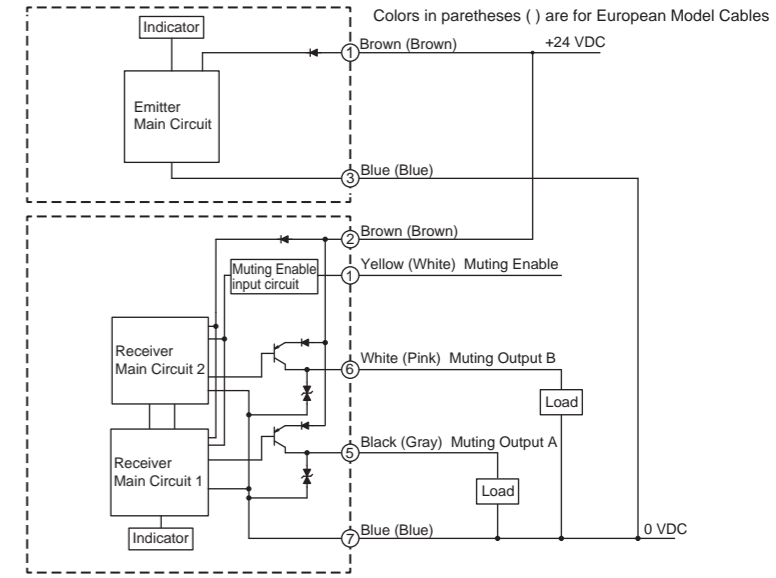 Colors in paretheses ( ) are for European Model Cables
Indicator
1 Brown (Brown) +24 VDC
Emitter
Main Circuit
3 Blue (Blue)
2 Brown (Brown)
Muting Enable
input circuit
1 Yellow (White) Muting Enable
Receiver
Main Circuit 2
6 White (Pink) Muting Output B
Load
5 Black (Gray) Muting Output A
Receiver
Main Circuit 1
Load
Indicator
7 Blue (Blue) 0 VDC